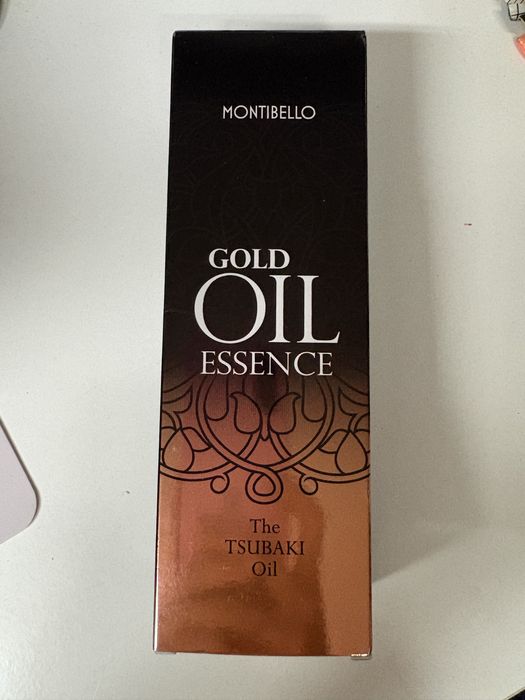 MONTIBELLO
GOLD
OIL
ESSENCE
The
TSUBAKI
Oil